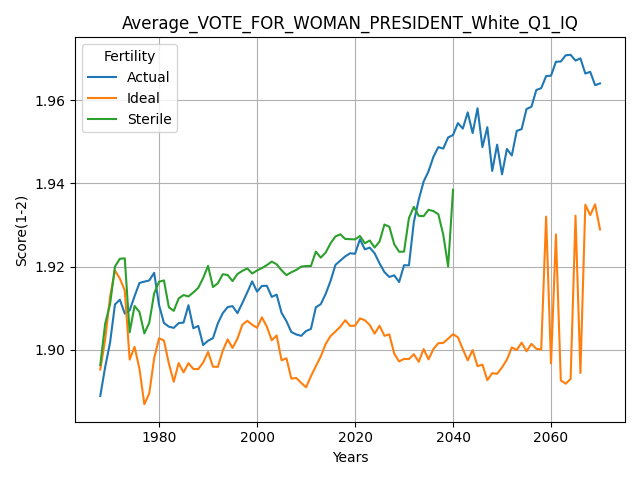 Average_VOTE_FOR_WOMAN_PRESIDENT_White_Q1_IQ
Fertility
Actual
Ideal
Sterile
Score(1-2)
1.96
1.94
1.92
1.90
1980
2000
2020
2040
2060
Years